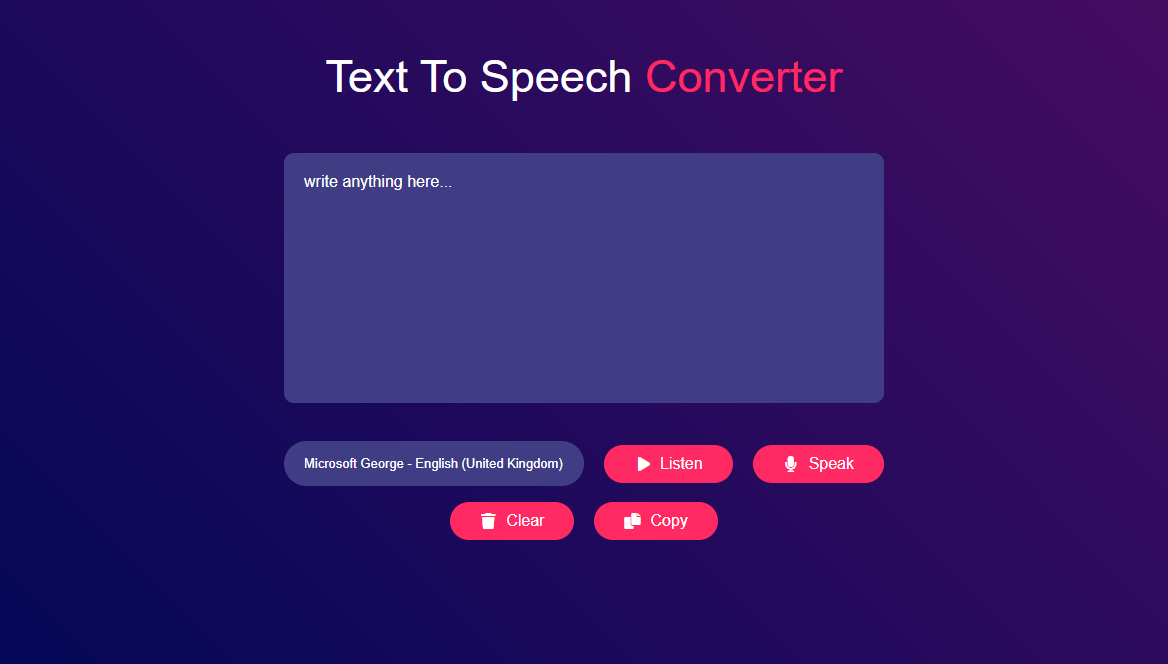 Text To Speech Converter
write anything here...
Microsoft George - English (United Kingdom)
Listen
Speak
Clear
Copy